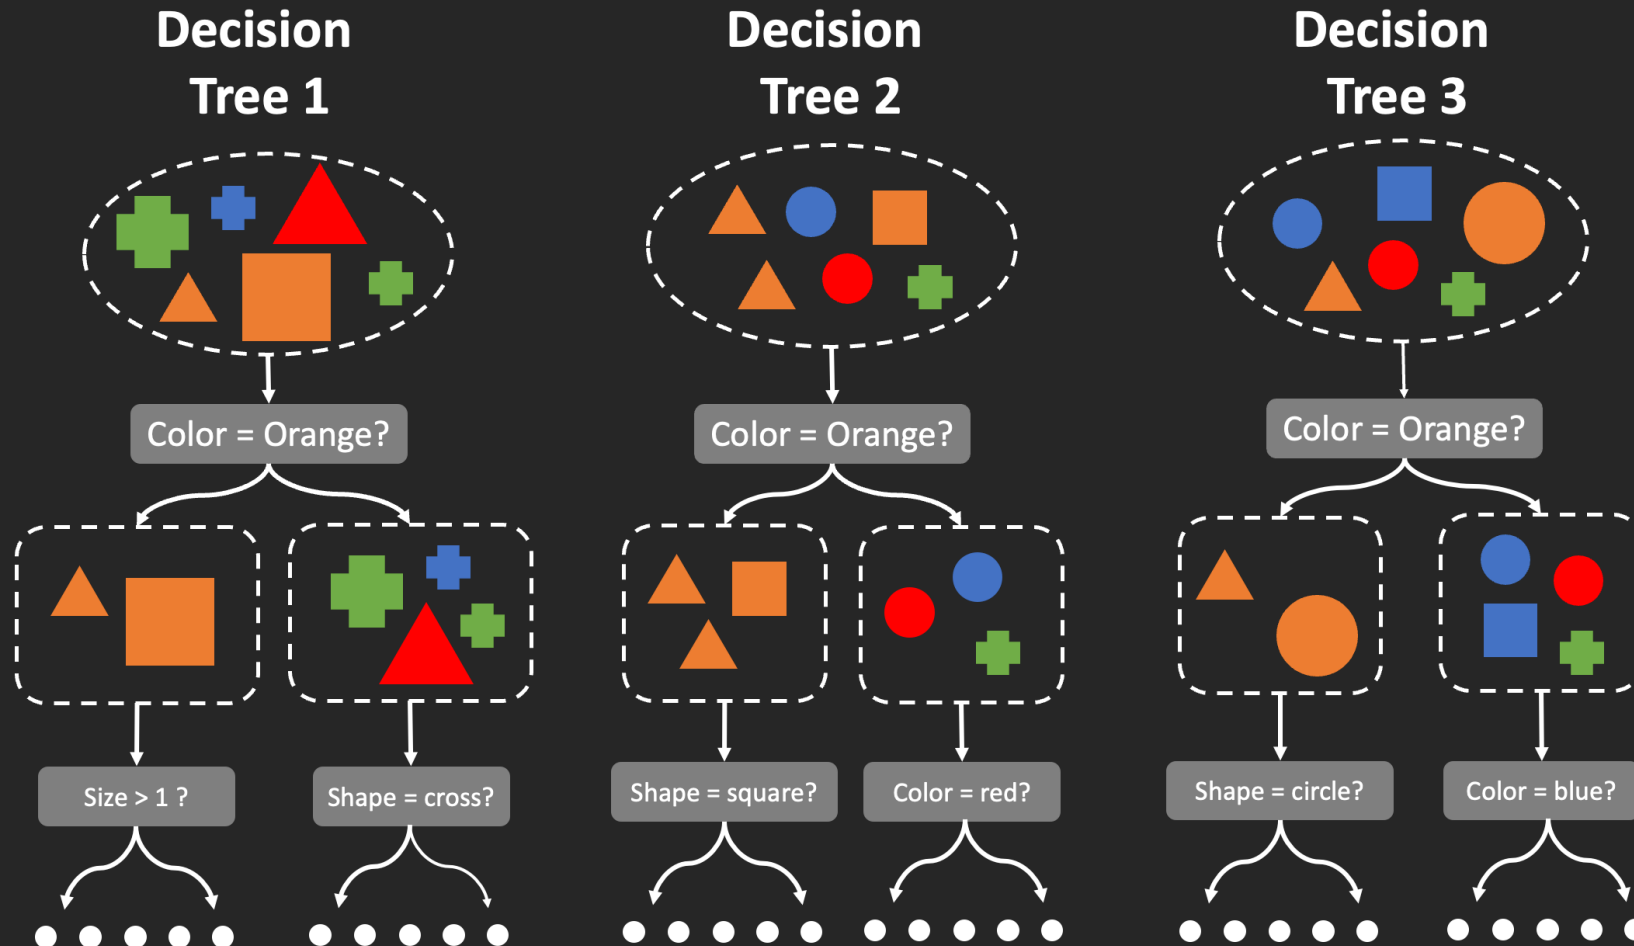 Decision
Tree 1
Decision
Tree 2
Decision
Tree 3
Color = Orange?
Color = Orange?
Color = Orange?
Size > 1 ?
Shape = cross?
Shape = square?
Color = red?
Shape = circle?
Color = blue?